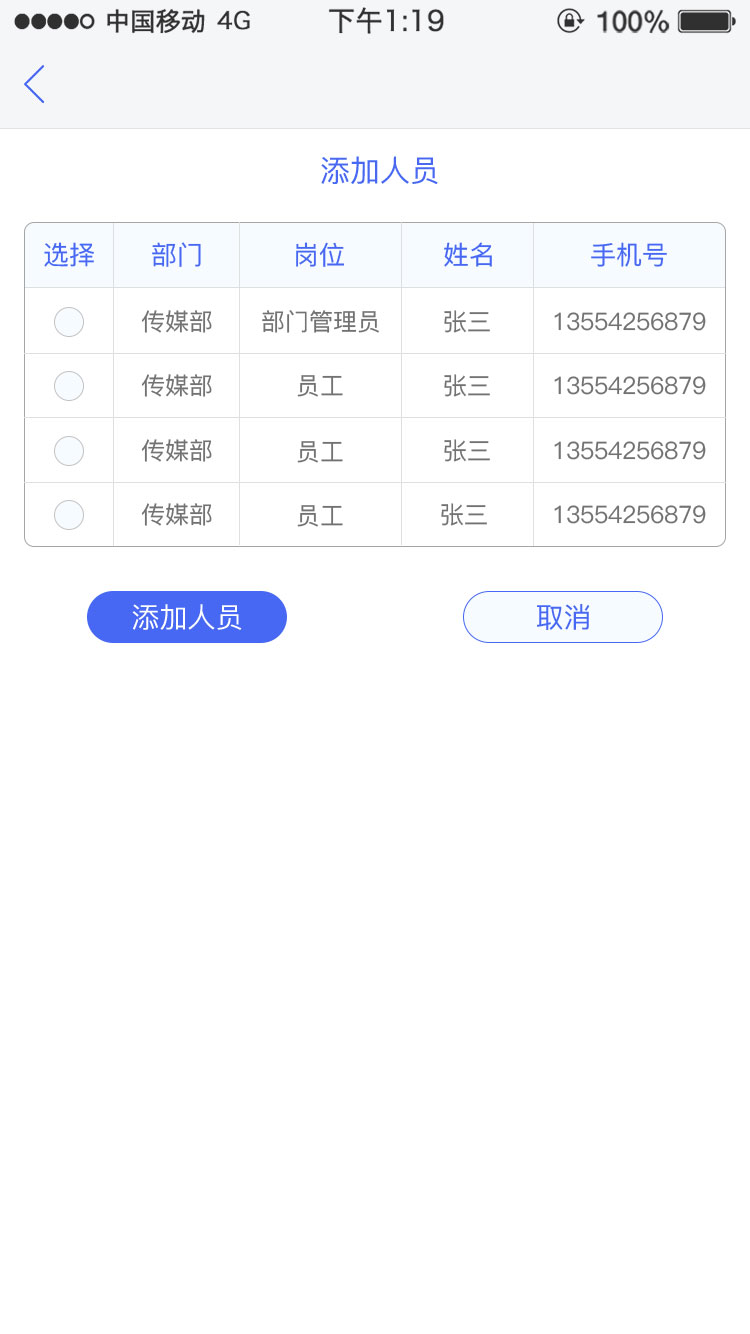 中国移动 4G 下午1:19 100%
添加人员
选择 部门 岗位 姓名 手机号
传媒部 部门管理员 张三 13554256879
传媒部 员工 张三 13554256879
传媒部 员工 张三 13554256879
传媒部 员工 张三 13554256879
添加人员 取消